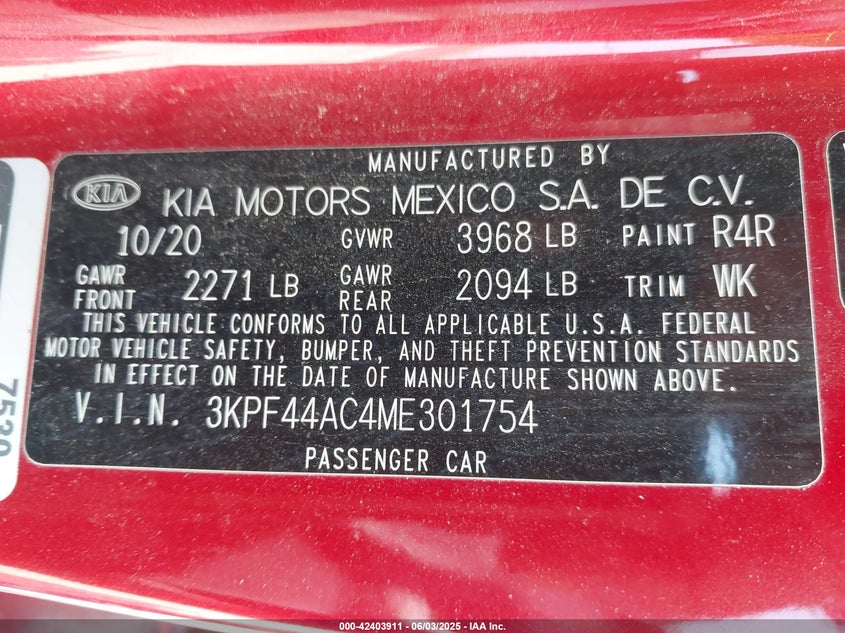 MANUFACTURED BY
KIA KIA MOTORS MEXICO S.A. DE C.V.
10/20 GVWR 3968 LB PAINT R4R
GAWR FRONT 2271 LB GAWR REAR 2094 LB TRIM WK
THIS VEHICLE CONFORMS TO ALL APPLICABLE U.S.A. FEDERAL
MOTOR VEHICLE SAFETY, BUMPER, AND THEFT PREVENTION STANDARDS
IN EFFECT ON THE DATE OF MANUFACTURE SHOWN ABOVE.
V.I.N. 3KPF44AC4ME301754
PASSENGER CAR
7530
000-42403911 - 06/03/2025 - IAA Inc.